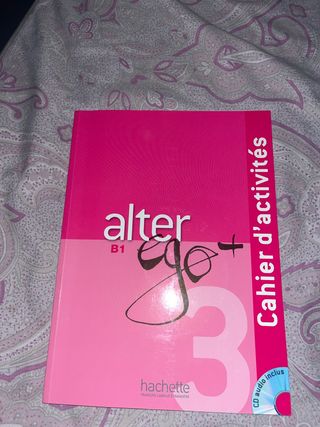 alter
B1
ego+
3
Cahier d'activités
hachette
FRANÇAIS LANGUE ÉTRANGÈRE
CD audio inclus